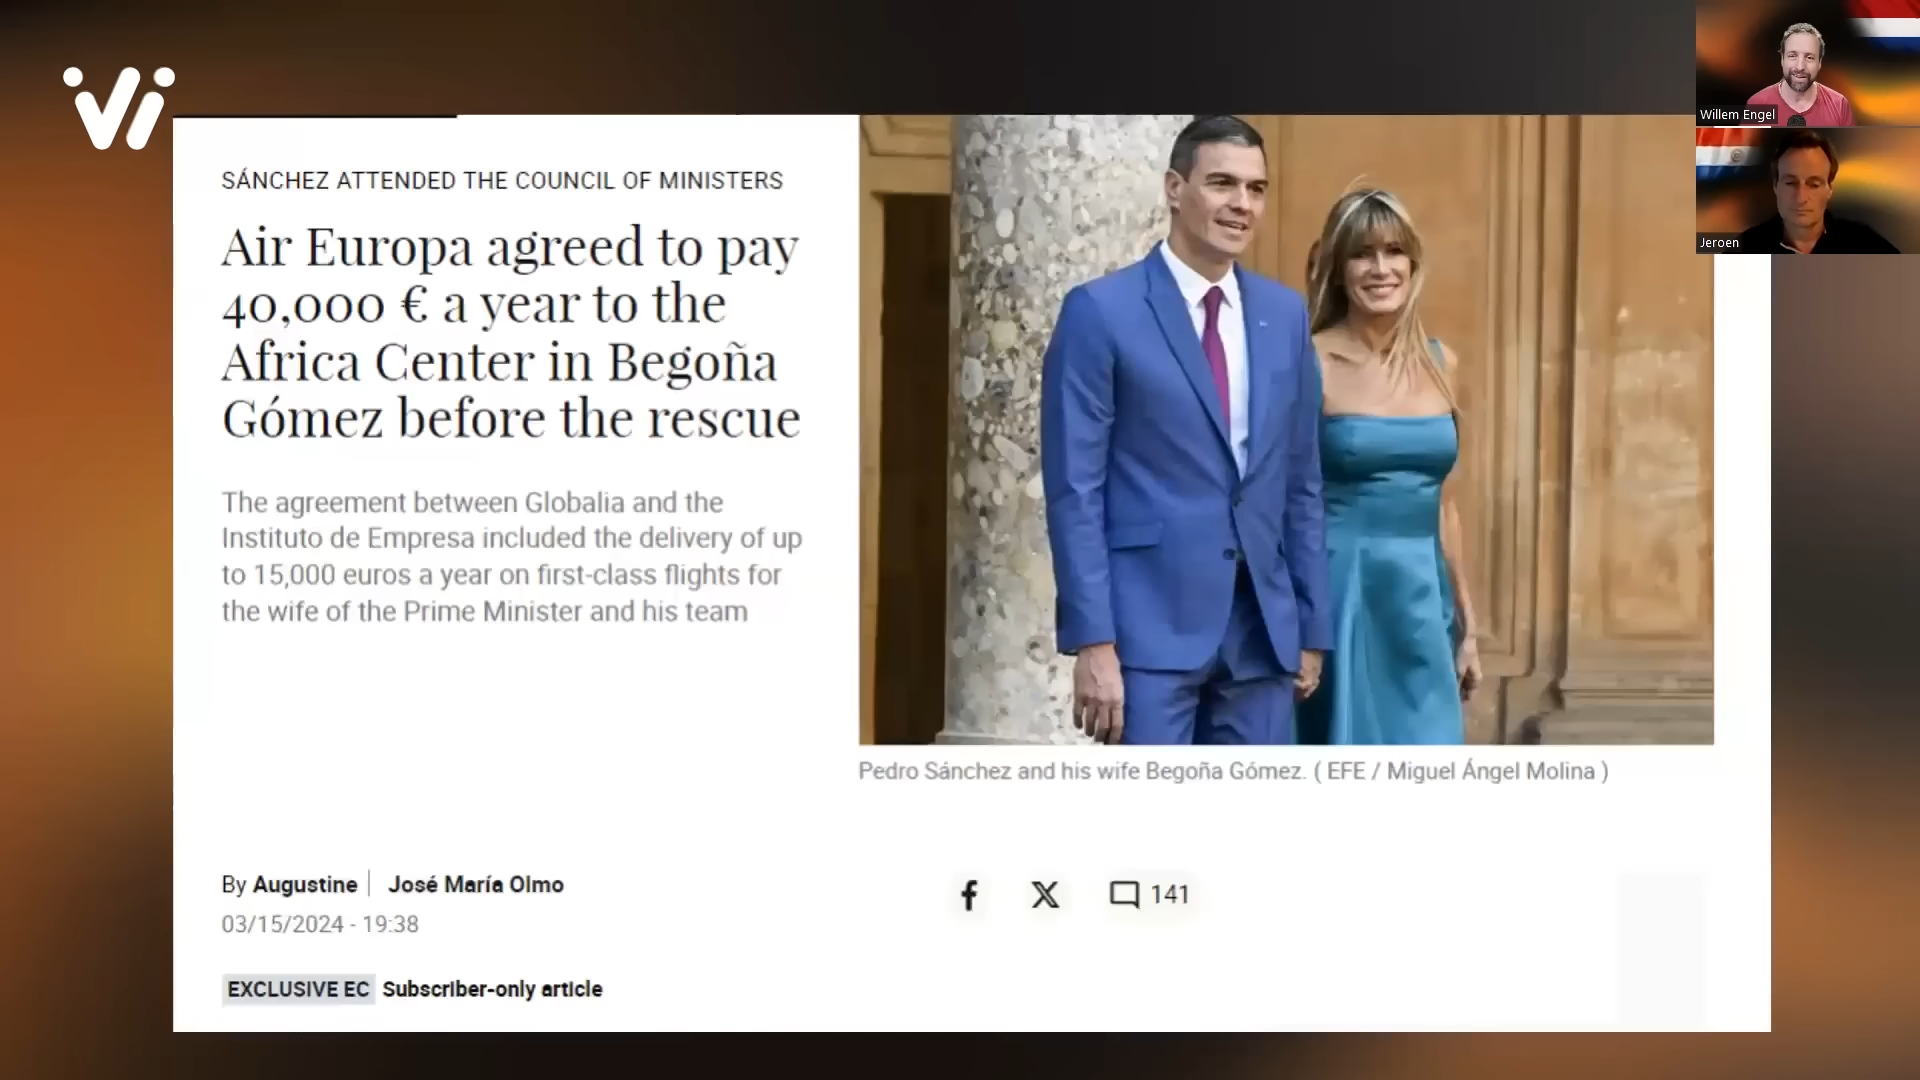 Willem Engel
Jeroen
SÁNCHEZ ATTENDED THE COUNCIL OF MINISTERS
Air Europa agreed to pay
40,000 € a year to the
Africa Center in Begoña
Gómez before the rescue
The agreement between Globalia and the
Instituto de Empresa included the delivery of up
to 15,000 euros a year on first-class flights for
the wife of the Prime Minister and his team
Pedro Sánchez and his wife Begoña Gómez. ( EFE / Miguel Ángel Molina )
By Augustine | José María Olmo
03/15/2024 - 19:38
141
EXCLUSIVE EC Subscriber-only article